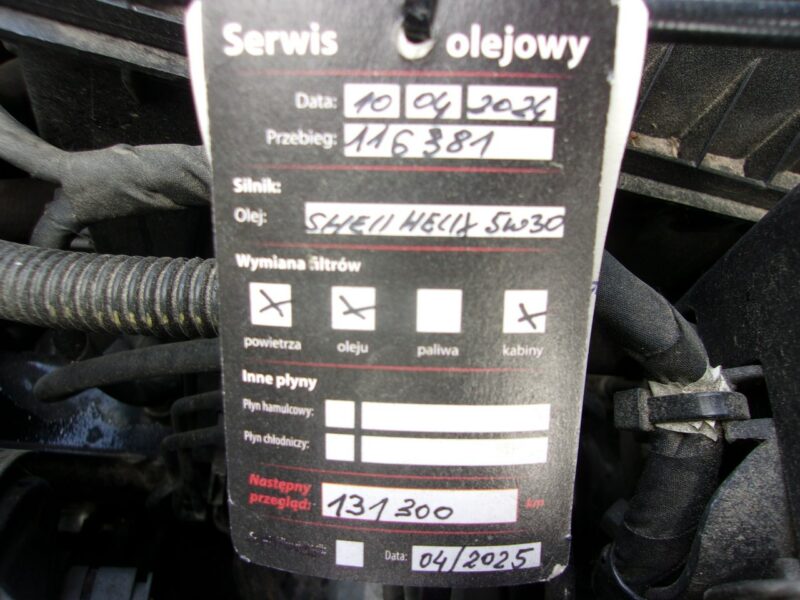 Serwis olejowy
Data: 10 04 2024
Przebieg: 116381
Silnik:
Olej: SHEll HELIX 5W30
Wymiana filtrów
powietrza oleju paliwa kabiny
Inne płyny
Płyn hamulcowy:
Płyn chłodniczy:
Następny
przegląd: 131300 km
Data: 04/2025